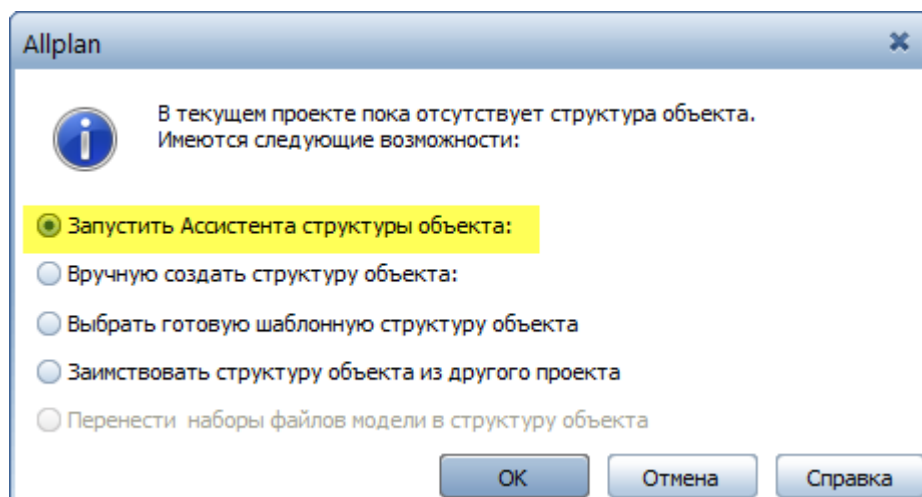 Allplan
В текущем проекте пока отсутствует структура объекта.
Имеются следующие возможности:
Запустить Ассистента структуры объекта:
Вручную создать структуру объекта:
Выбрать готовую шаблонную структуру объекта
Заимствовать структуру объекта из другого проекта
Перенести наборы файлов модели в структуру объекта
ОК Отмена Справка